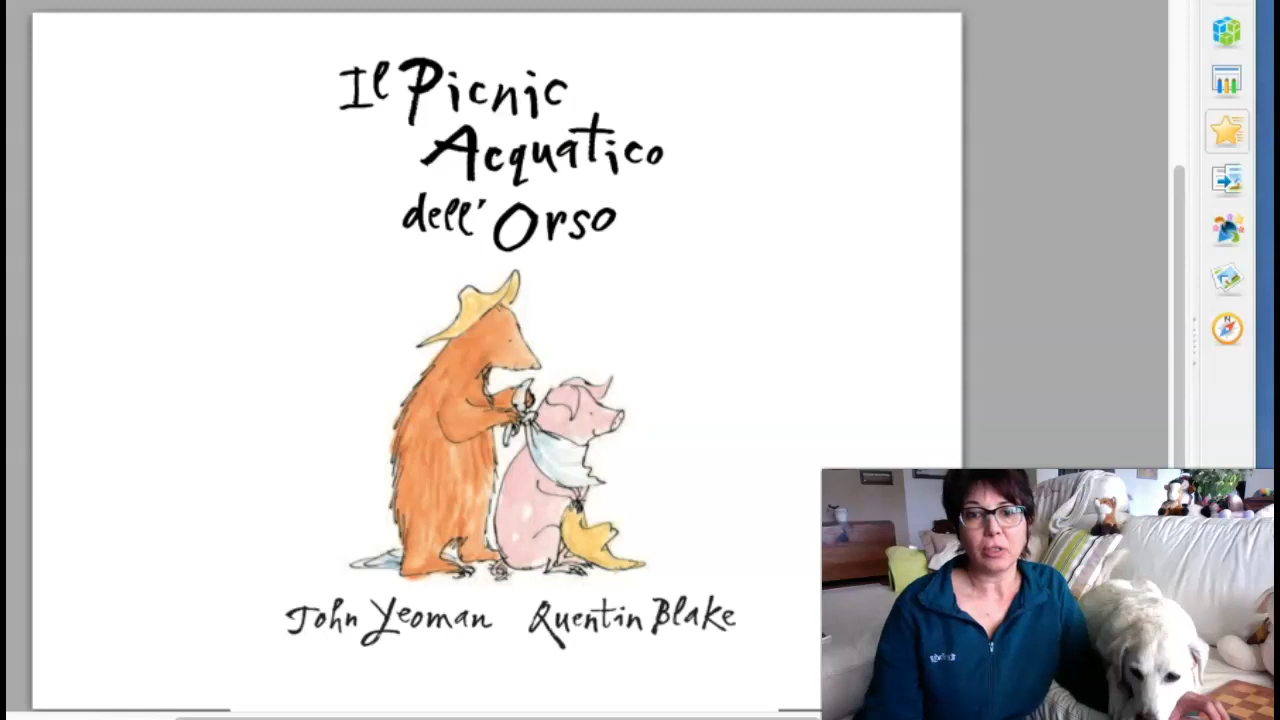 Il Picnic
Acquatico
dell' Orso
John Yeoman Quentin Blake